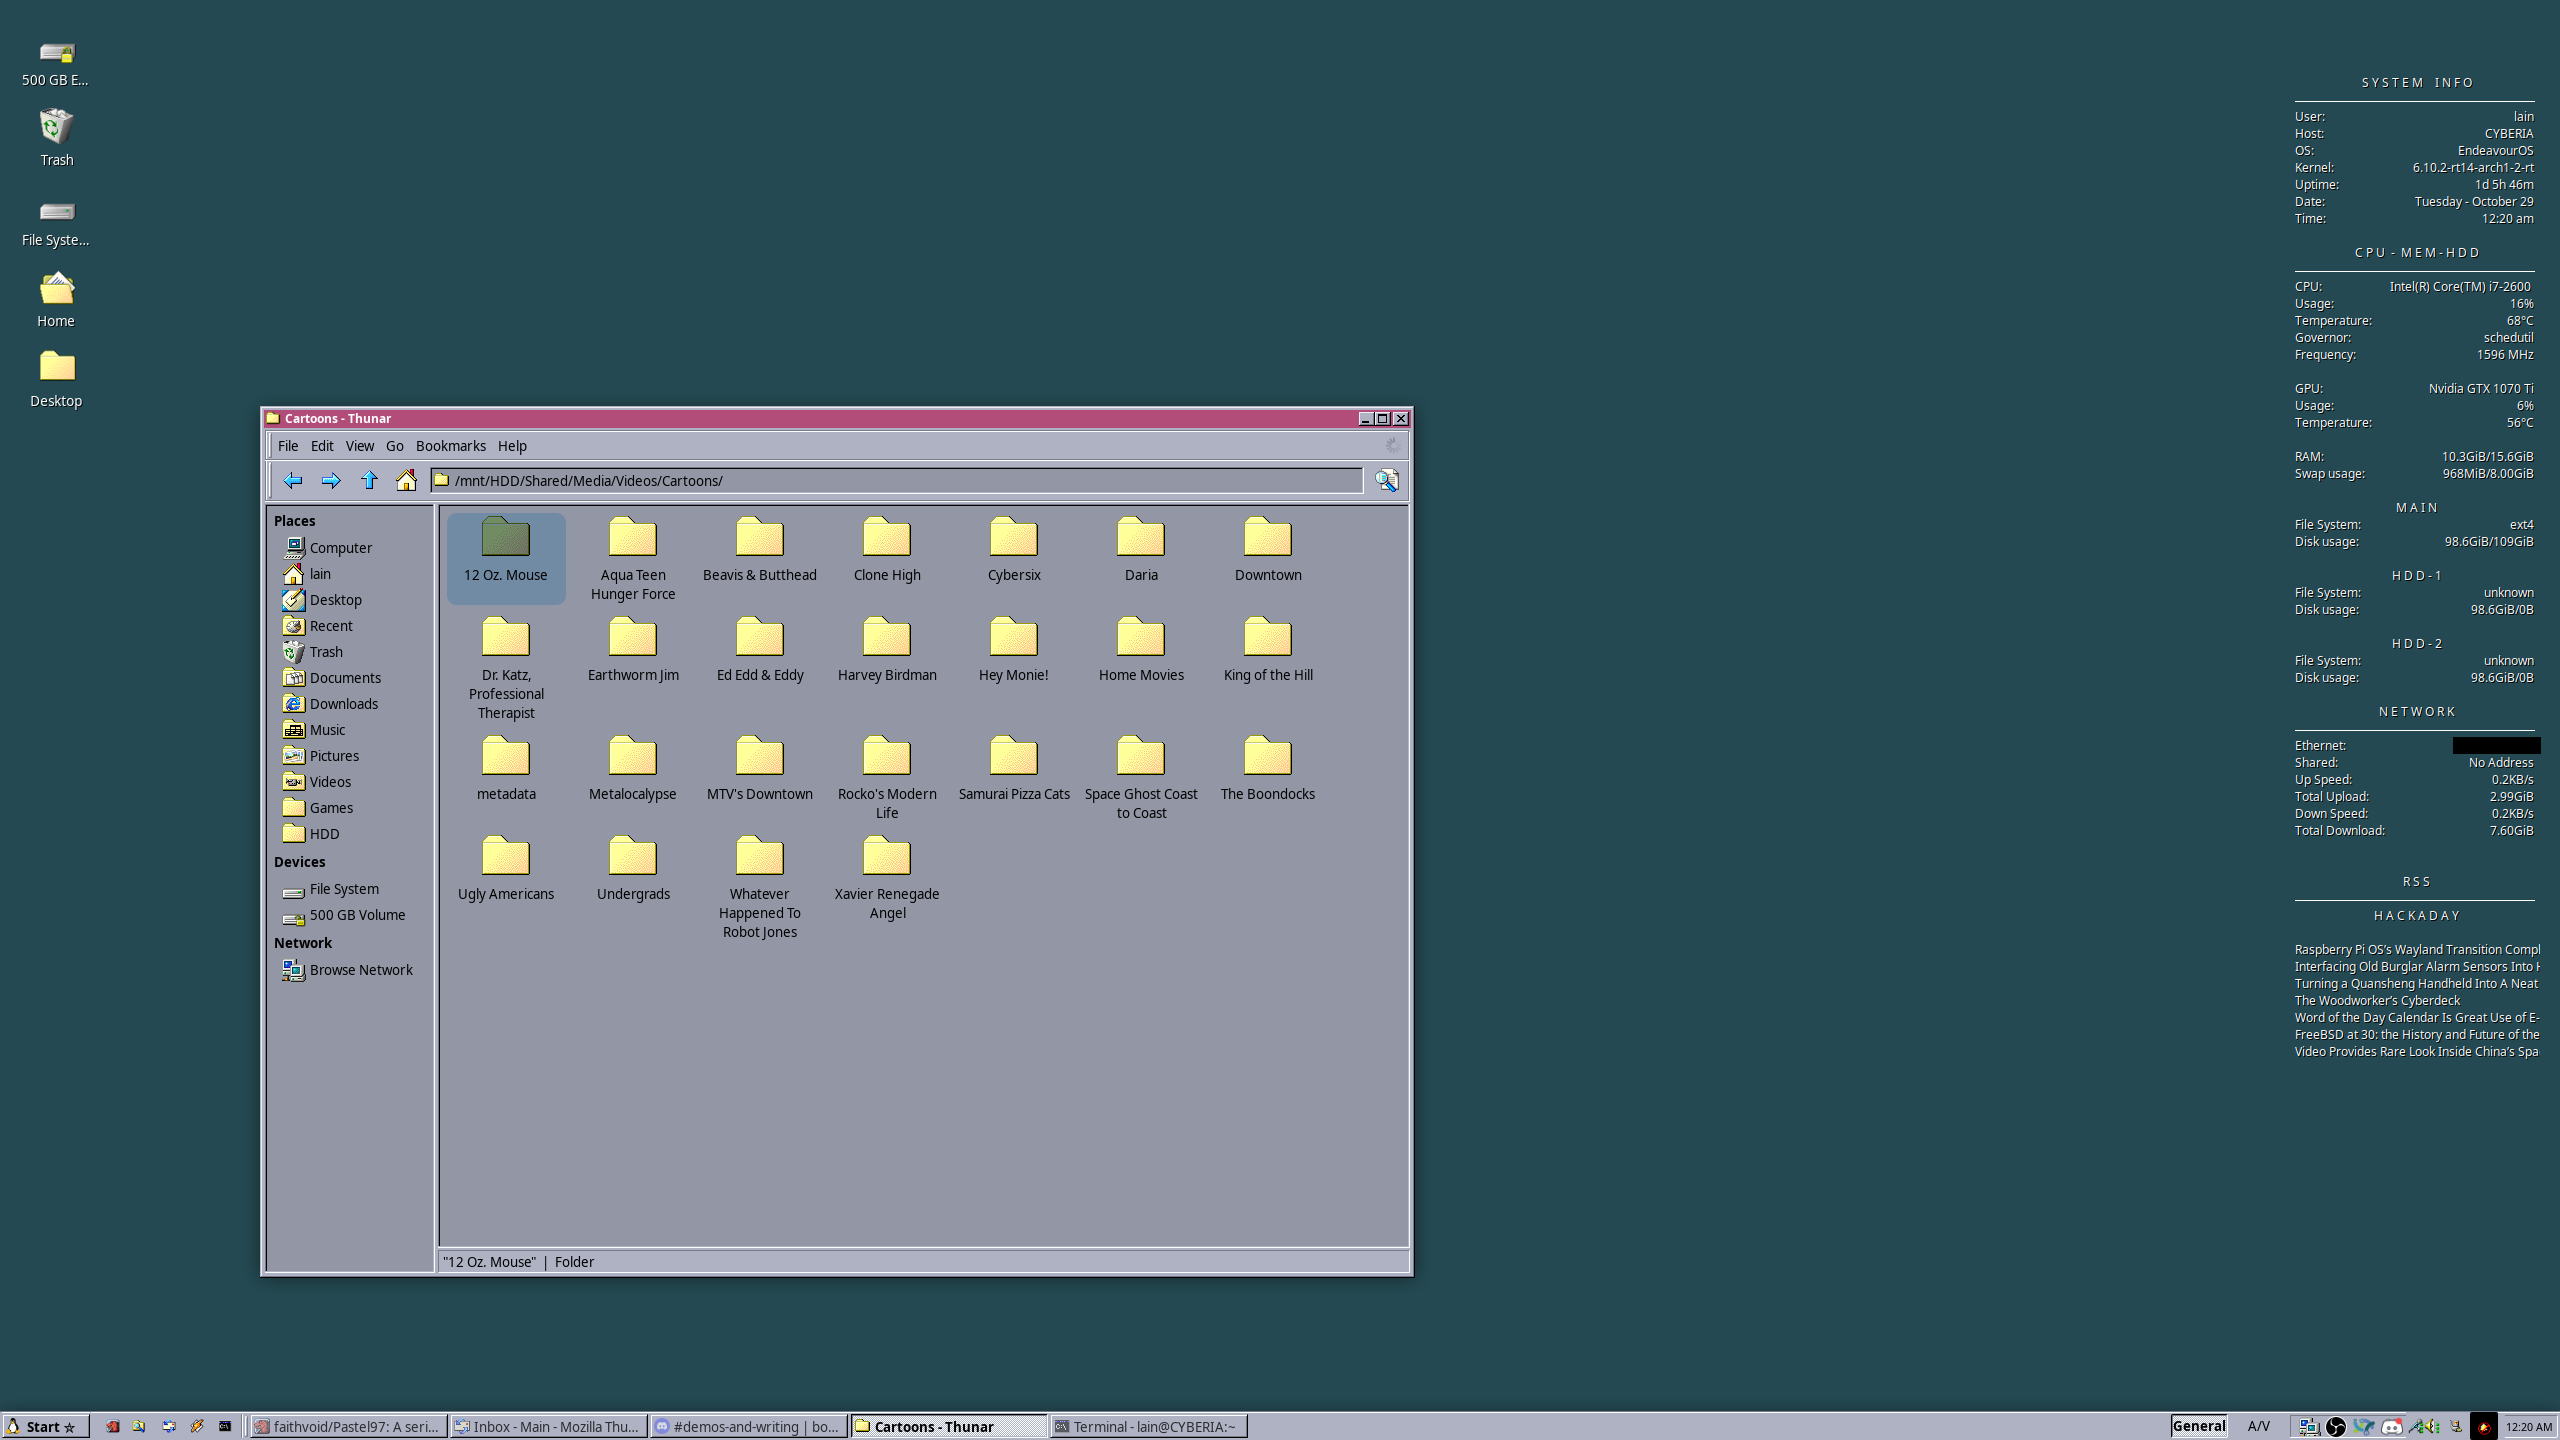 500 GB E...
Trash
File Syste...
Home
Desktop
Cartoons - Thunar
File Edit View Go Bookmarks Help
/mnt/HDD/Shared/Media/Videos/Cartoons/
Places
Computer
lain
Desktop
Recent
Trash
Documents
Downloads
Music
Pictures
Videos
Games
HDD
Devices
File System
500 GB Volume
Network
Browse Network
12 Oz. Mouse
Aqua Teen
Hunger Force
Beavis & Butthead
Clone High
Cybersix
Daria
Downtown
Dr. Katz,
Professional
Therapist
Earthworm Jim
Ed Edd & Eddy
Harvey Birdman
Hey Monie!
Home Movies
King of the Hill
metadata
Metalocalypse
MTV's Downtown
Rocko's Modern
Life
Samurai Pizza Cats
Space Ghost Coast
to Coast
The Boondocks
Ugly Americans
Undergrads
Whatever
Happened To
Robot Jones
Xavier Renegade
Angel
"12 Oz. Mouse" | Folder
SYSTEM INFO
User: lain
Host: CYBERIA
OS: EndeavourOS
Kernel: 6.10.2-rt14-arch1-2-rt
Uptime: 1d 5h 46m
Date: Tuesday - October 29
Time: 12:20 am
CPU-MEM-HDD
CPU: Intel(R) Core(TM) i7-2600
Usage: 16%
Temperature: 68°C
Governor: schedutil
Frequency: 1596 MHz
GPU: Nvidia GTX 1070 Ti
Usage: 6%
Temperature: 56°C
RAM: 10.3GiB/15.6GiB
Swap usage: 968MiB/8.00GiB
MAIN
File System: ext4
Disk usage: 98.6GiB/109GiB
HDD-1
File System: unknown
Disk usage: 98.6GiB/0B
HDD-2
File System: unknown
Disk usage: 98.6GiB/0B
NETWORK
Ethernet:
Shared: No Address
Up Speed: 0.2KB/s
Total Upload: 2.99GiB
Down Speed: 0.2KB/s
Total Download: 7.60GiB
RSS
HACKADAY
Raspberry Pi OS's Wayland Transition Compl
Interfacing Old Burglar Alarm Sensors Into H
Turning a Quansheng Handheld Into A Neat
The Woodworker's Cyberdeck
Word of the Day Calendar Is Great Use of E-
FreeBSD at 30: the History and Future of the
Video Provides Rare Look Inside China's Spa
Start ☆
faithvoid/Pastel97: A seri...
Inbox - Main - Mozilla Thu...
#demos-and-writing | bo...
Cartoons - Thunar
Terminal - lain@CYBERIA:~
General
A/V
12:20 AM